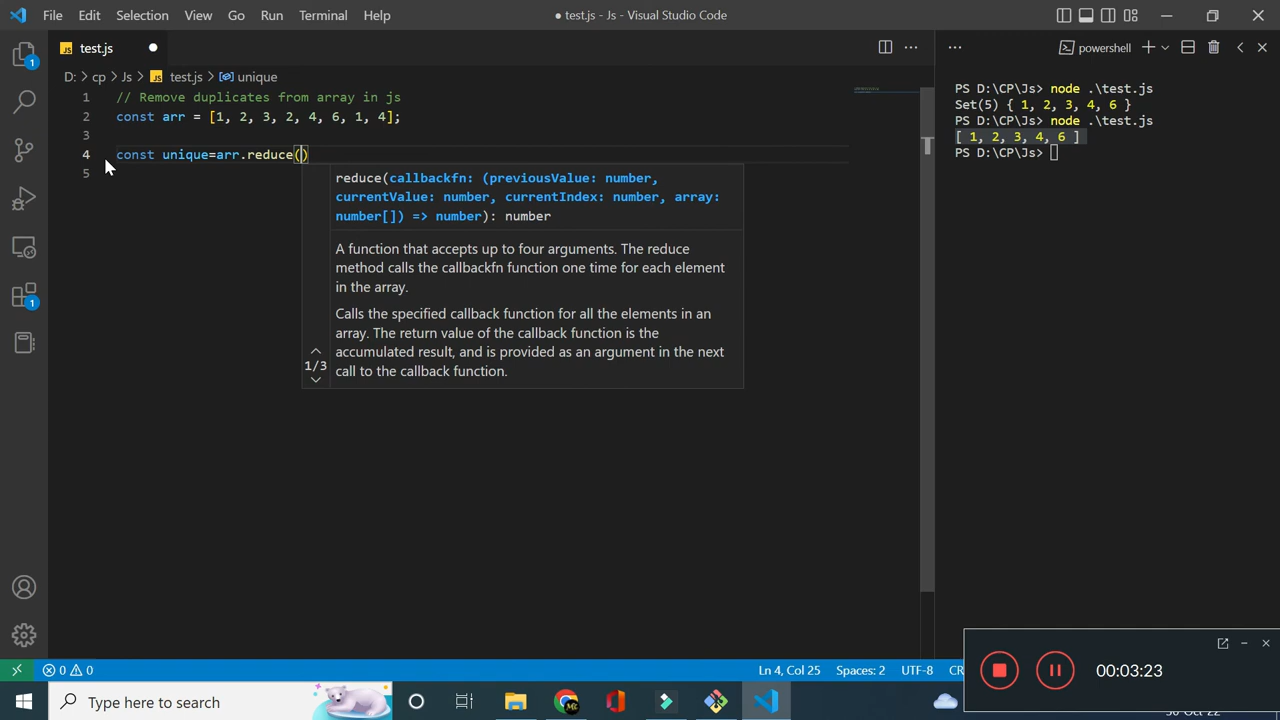 File Edit Selection View Go Run Terminal Help
● test.js - Js - Visual Studio Code
test.js
D: > cp > Js > test.js > unique
1 // Remove duplicates from array in js
2 const arr = [1, 2, 3, 2, 4, 6, 1, 4];
3
4 const unique=arr.reduce()
5
reduce(callbackfn: (previousValue: number,
currentValue: number, currentIndex: number, array:
number[]) => number): number
A function that accepts up to four arguments. The reduce
method calls the callbackfn function one time for each element
in the array.
Calls the specified callback function for all the elements in an
array. The return value of the callback function is the
accumulated result, and is provided as an argument in the next
call to the callback function.
1/3
powershell
PS D:\CP\Js> node .\test.js
Set(5) { 1, 2, 3, 4, 6 }
PS D:\CP\Js> node .\test.js
[ 1, 2, 3, 4, 6 ]
PS D:\CP\Js>
1
1
0 0
Ln 4, Col 25 Spaces: 2 UTF-8 CR
00:03:23
Type here to search
30-Oct-22